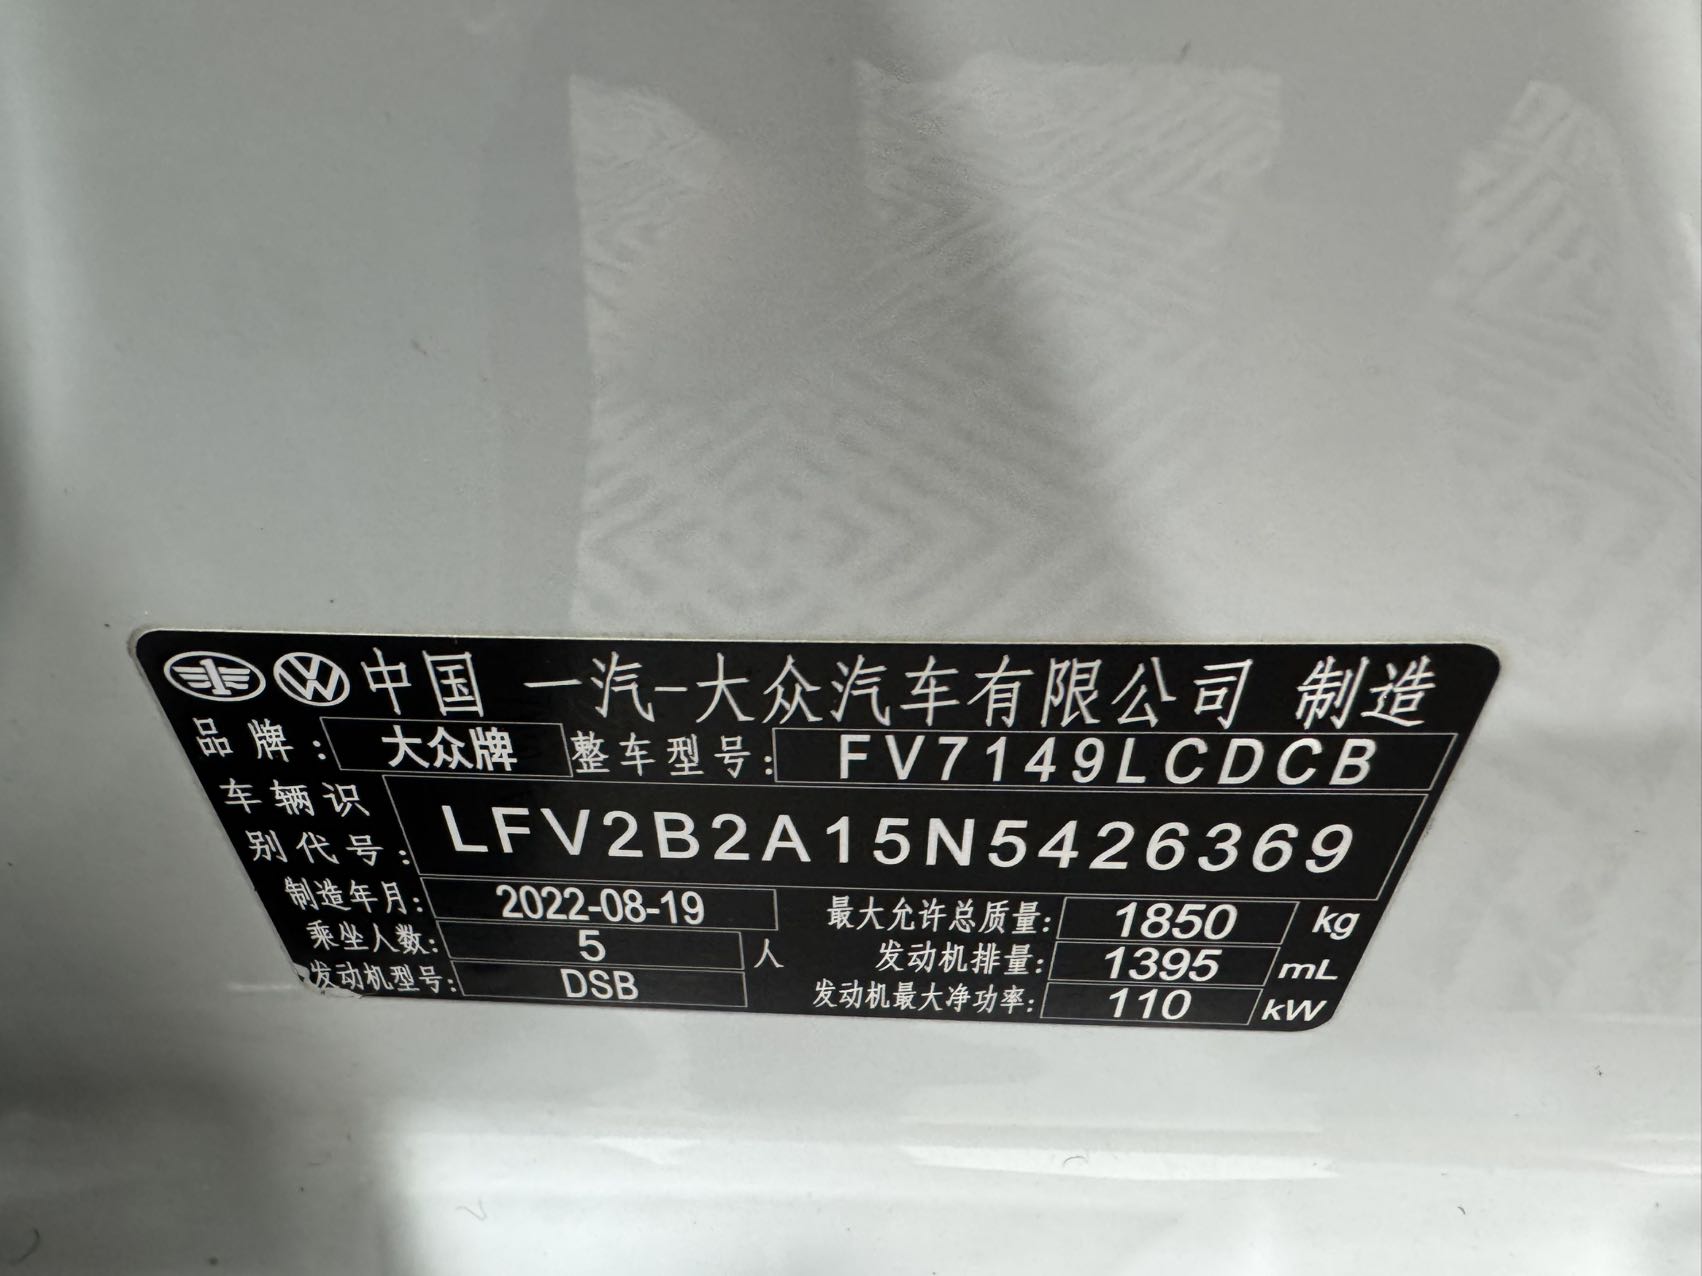 中国 一汽-大众汽车有限公司 制造
品牌: 大众牌 整车型号: FV7149LCDCB
车辆识别代号: LFV2B2A15N5426369
制造年月: 2022-08-19 最大允许总质量: 1850 kg
乘坐人数: 5 人 发动机排量: 1395 mL
发动机型号: DSB 发动机最大净功率: 110 kW